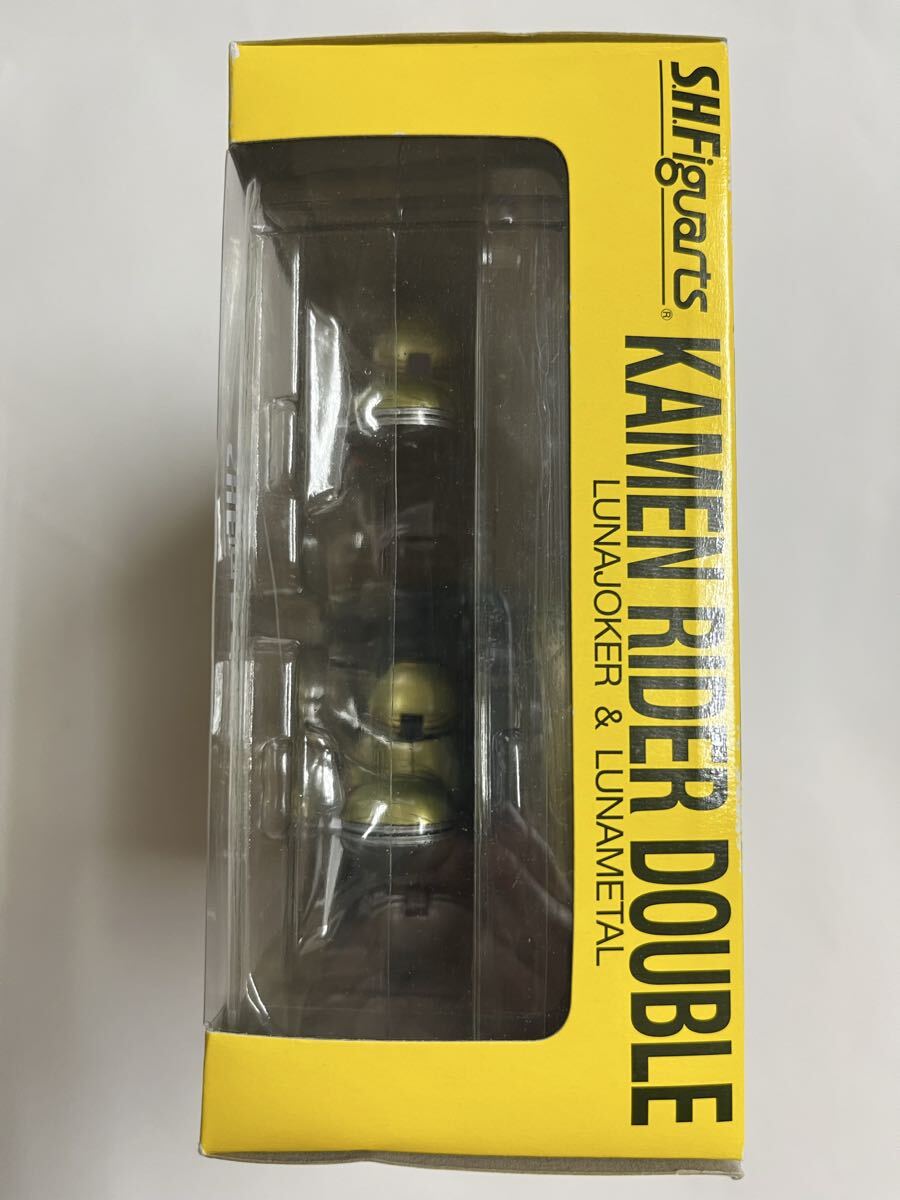 S.H.Figuarts®
KAMEN RIDER DOUBLE
LUNAJOKER & LUNAMETAL